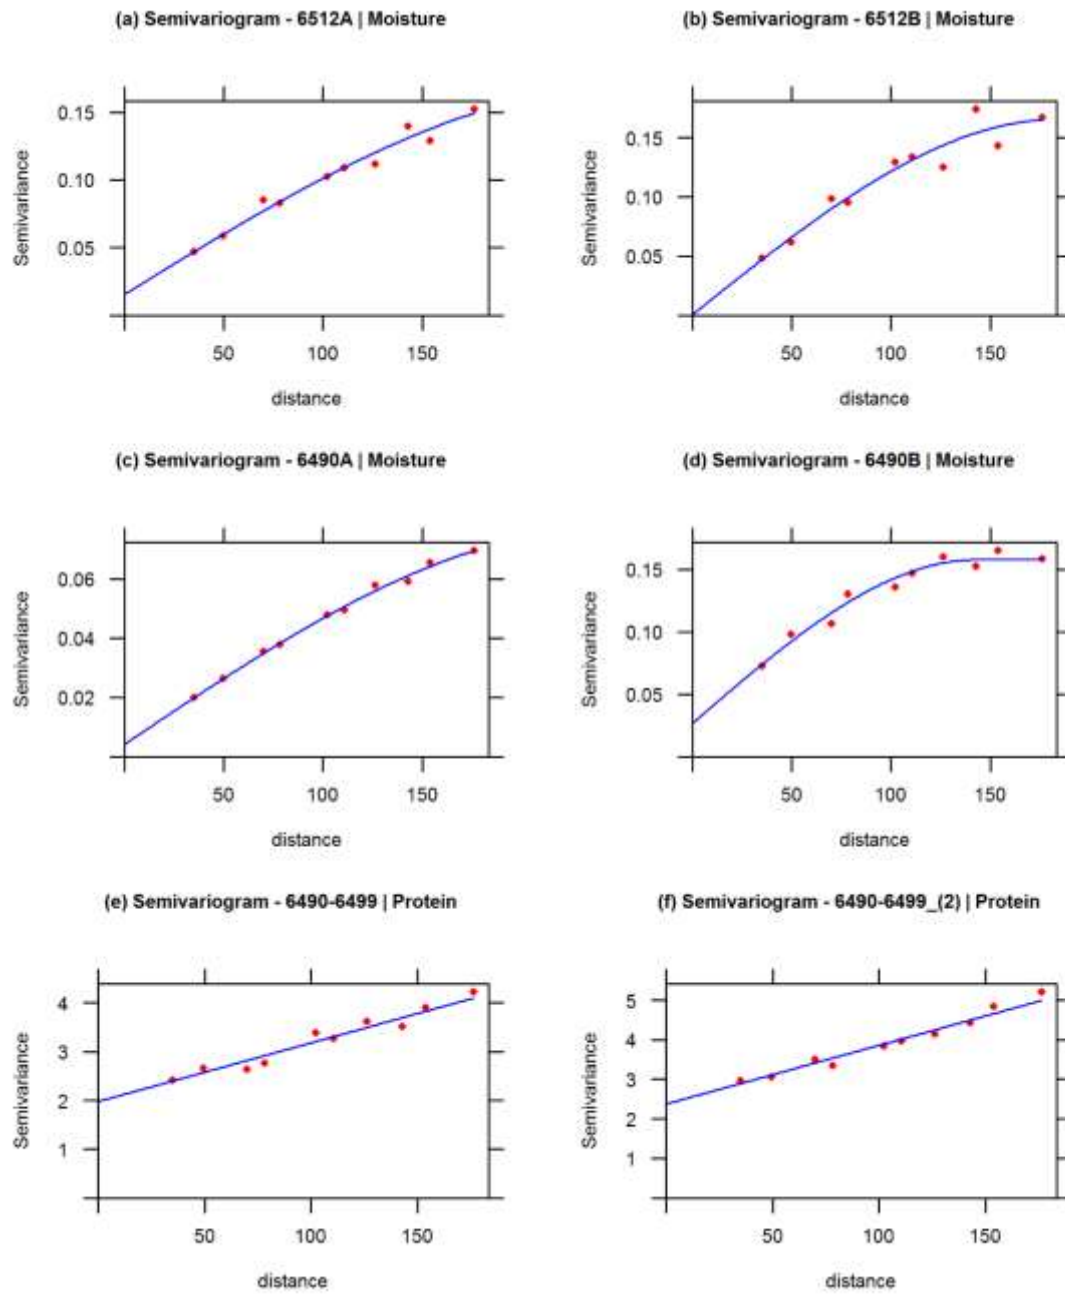 (a) Semivariogram - 6512A | Moisture
(b) Semivariogram - 6512B | Moisture
Semivariance
0.15
0.10
0.05
50 100 150
distance
Semivariance
0.15
0.10
0.05
50 100 150
distance
(c) Semivariogram - 6490A | Moisture
(d) Semivariogram - 6490B | Moisture
Semivariance
0.06
0.04
0.02
50 100 150
distance
Semivariance
0.15
0.10
0.05
50 100 150
distance
(e) Semivariogram - 6490-6499 | Protein
(f) Semivariogram - 6490-6499_(2) | Protein
Semivariance
4
3
2
1
50 100 150
distance
Semivariance
5
4
3
2
1
50 100 150
distance